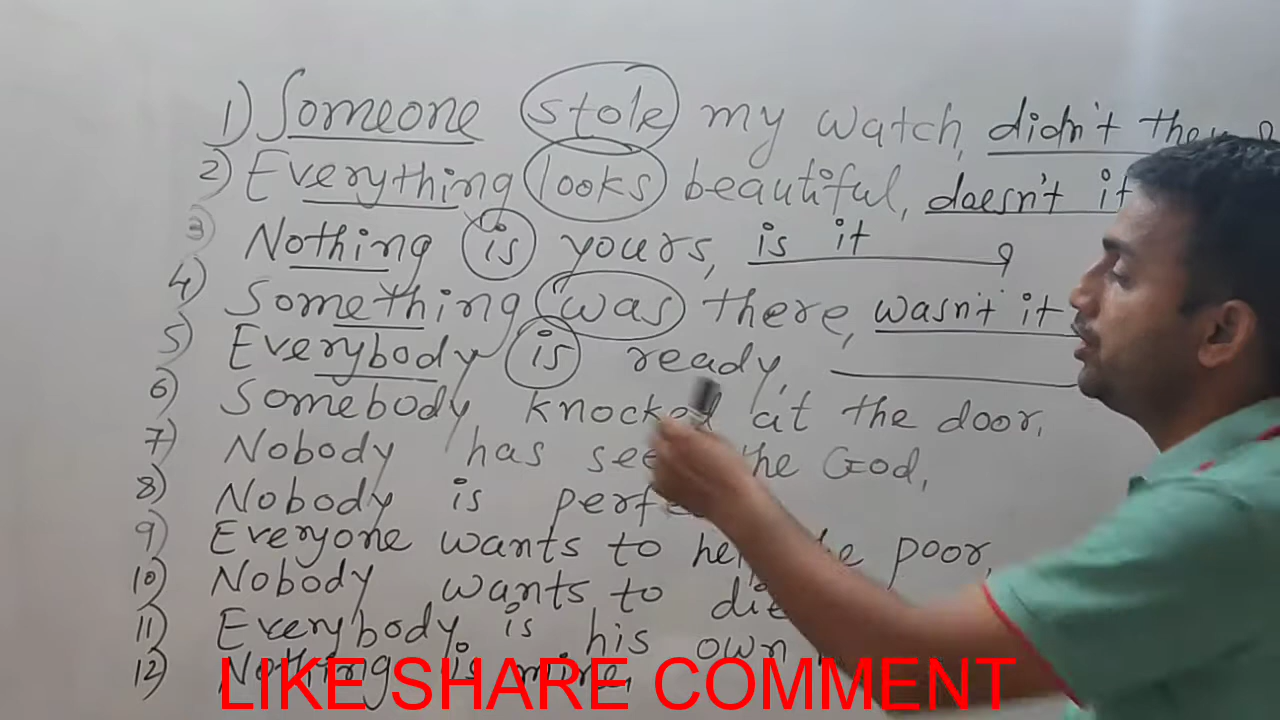 1) Someone stole my watch, didn't they
2) Everything looks beautiful, doesn't it
3) Nothing is yours, is it ?
4) Something was there, wasn't it
5) Everybody is ready,
6) Somebody knocked at the door,
7) Nobody has the God,
8) Nobody is
9) Everyone wants to poor,
10) Nobody wants to
11) Everybody is his own
12) Nothing is mine,
LIKE SHARE COMMENT